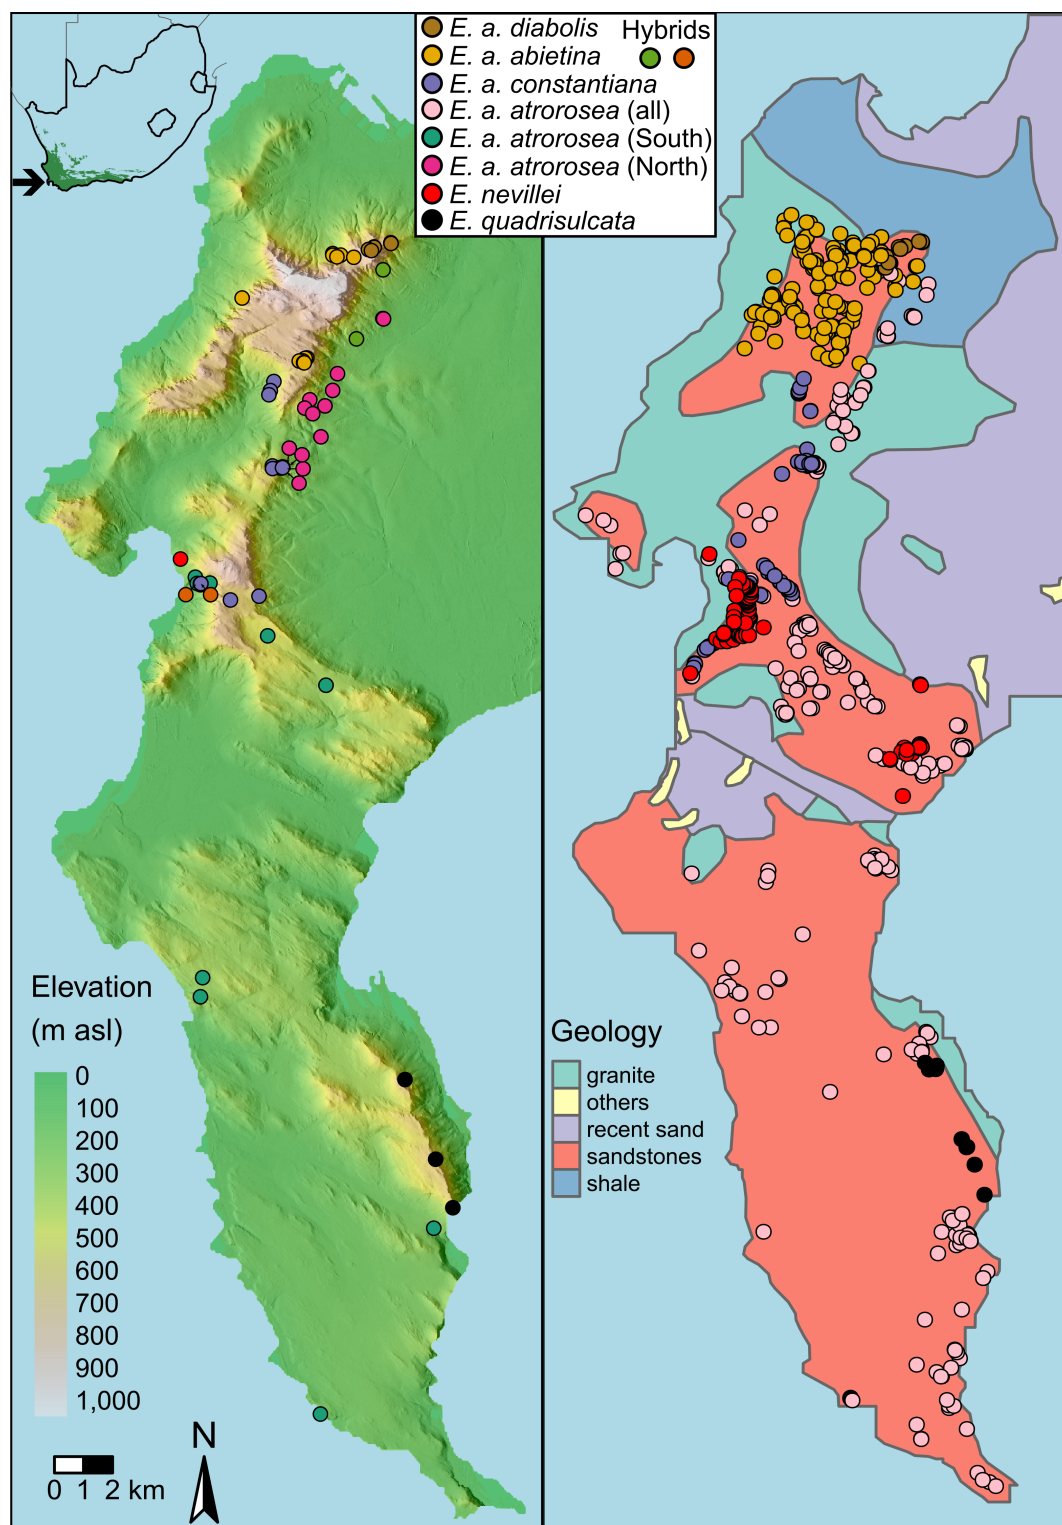 E. a. diabolis
Hybrids
E. a. abietina
E. a. constantiana
E. a. atrorosea (all)
E. a. atrorosea (South)
E. a. atrorosea (North)
E. nevillei
E. quadrisulcata
Elevation
(m asl)
0
100
200
300
400
500
600
700
800
900
1,000
N
0 1 2 km
Geology
granite
others
recent sand
sandstones
shale